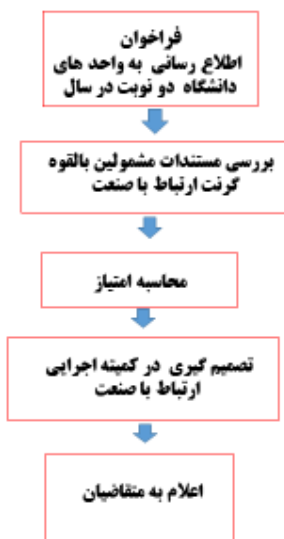 فراخوان
اطلاع رسانی به واحد های
دانشگاه دو نوبت در سال
بررسی مستندات مشمولین بالقوه
گرنت ارتباط با صنعت
محاسبه امتیاز
تصمیم گیری در کمیته اجرایی
ارتباط با صنعت
اعلام به متقاضیان